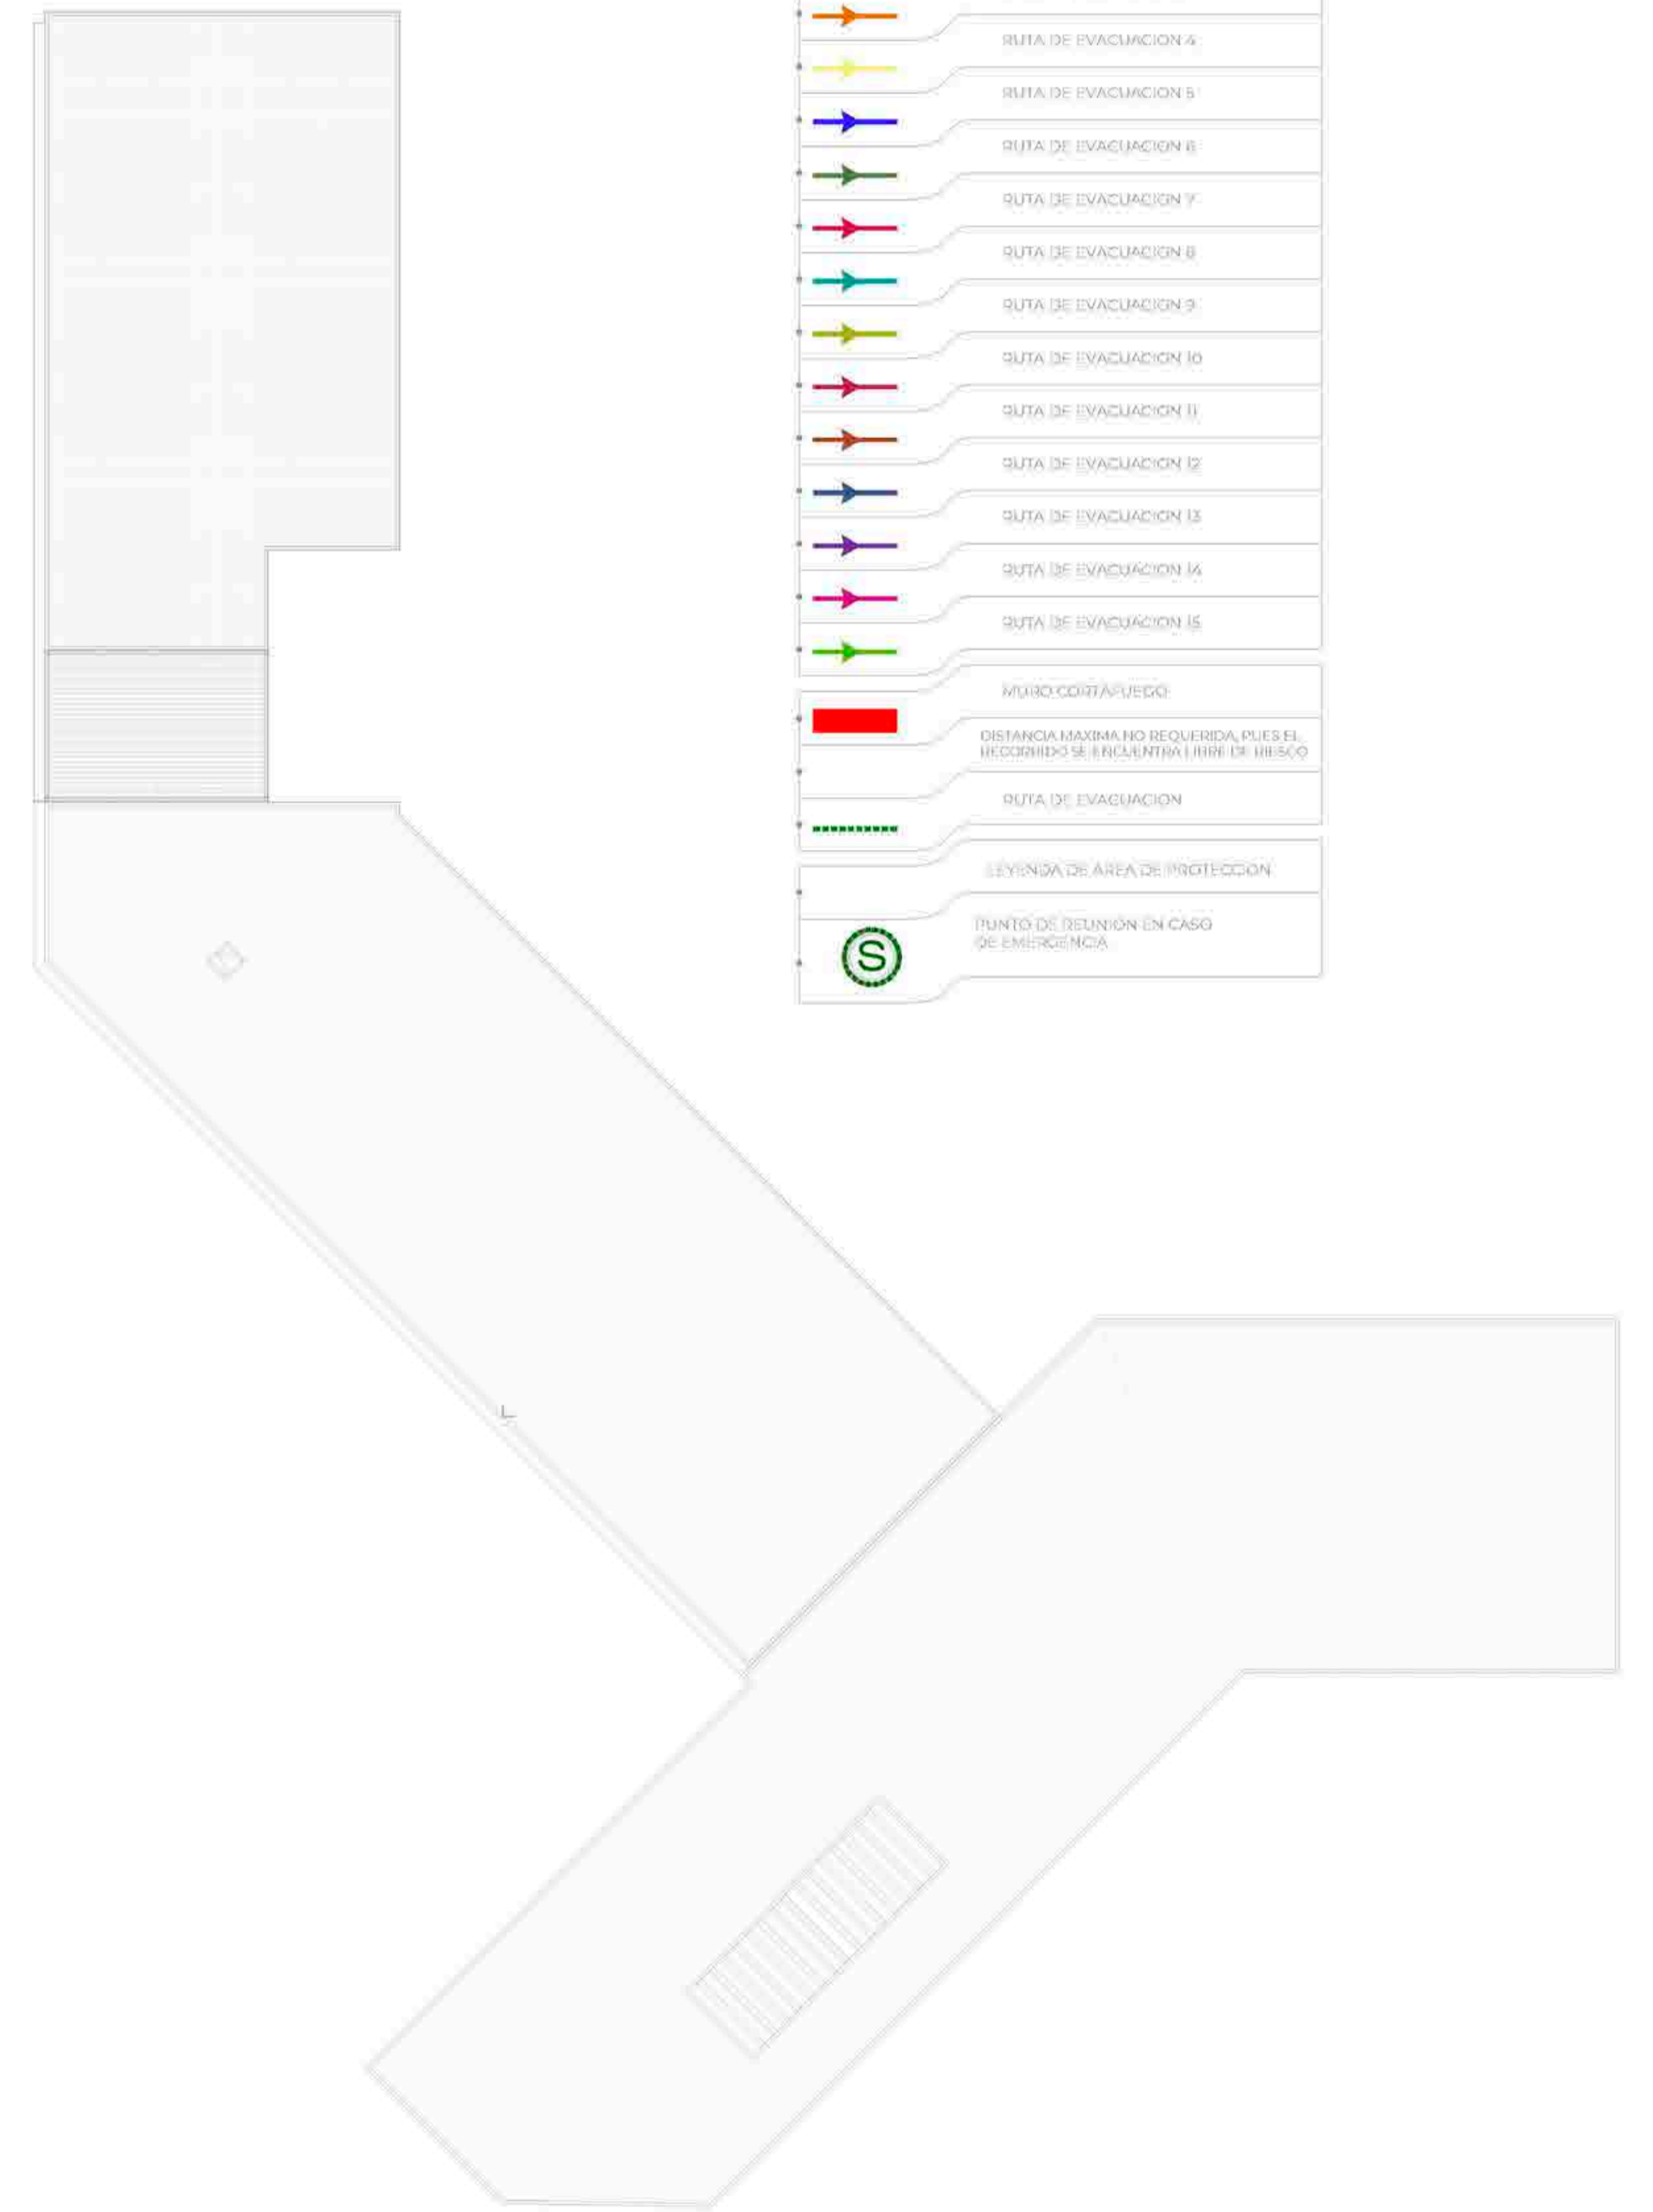 RUTA DE EVACUACION 4
RUTA DE EVACUACION 5
RUTA DE EVACUACION 6
RUTA DE EVACUACION 7
RUTA DE EVACUACION 8
RUTA DE EVACUACION 9
RUTA DE EVACUACION 10
RUTA DE EVACUACION 11
RUTA DE EVACUACION 12
RUTA DE EVACUACION 13
RUTA DE EVACUACION 14
RUTA DE EVACUACION 15
MURO CORTAFUEGO
DISTANCIA MAXIMA NO REQUERIDA, PUES EL
RECORRIDO SE ENCUENTRA LIBRE DE RIESGO
RUTA DE EVACUACION
LEYENDA DE ÁREA DE PROTECCION
PUNTO DE REUNION EN CASO
DE EMERGENCIA
S